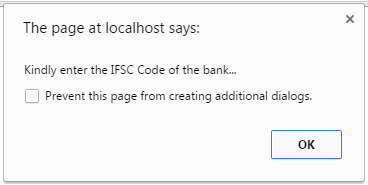 The page at localhost says:
Kindly enter the IFSC Code of the bank...
Prevent this page from creating additional dialogs.
OK